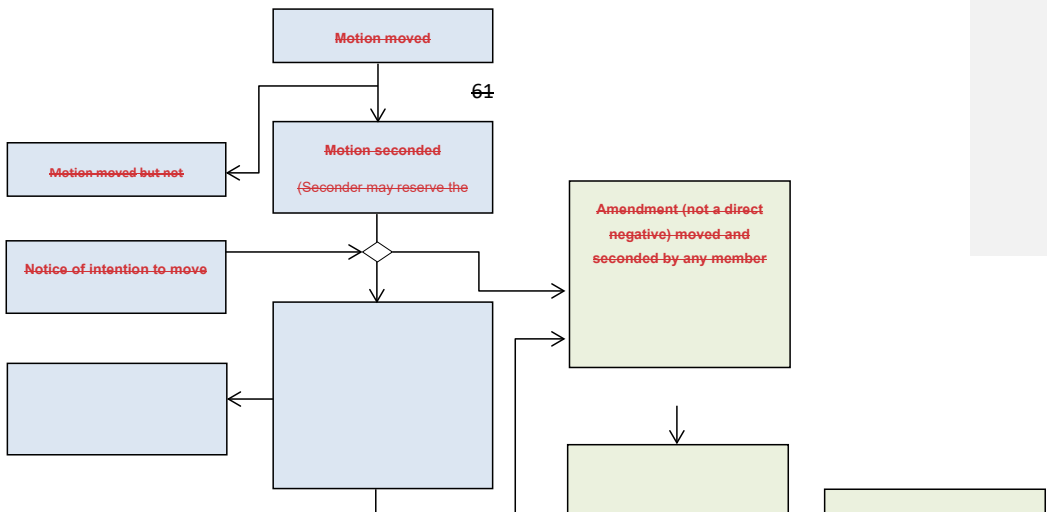 Motion moved
61
Motion seconded
(Seconder may reserve the
Motion moved but not
Notice of intention to move
Amendment (not a direct
negative) moved and
seconded by any member